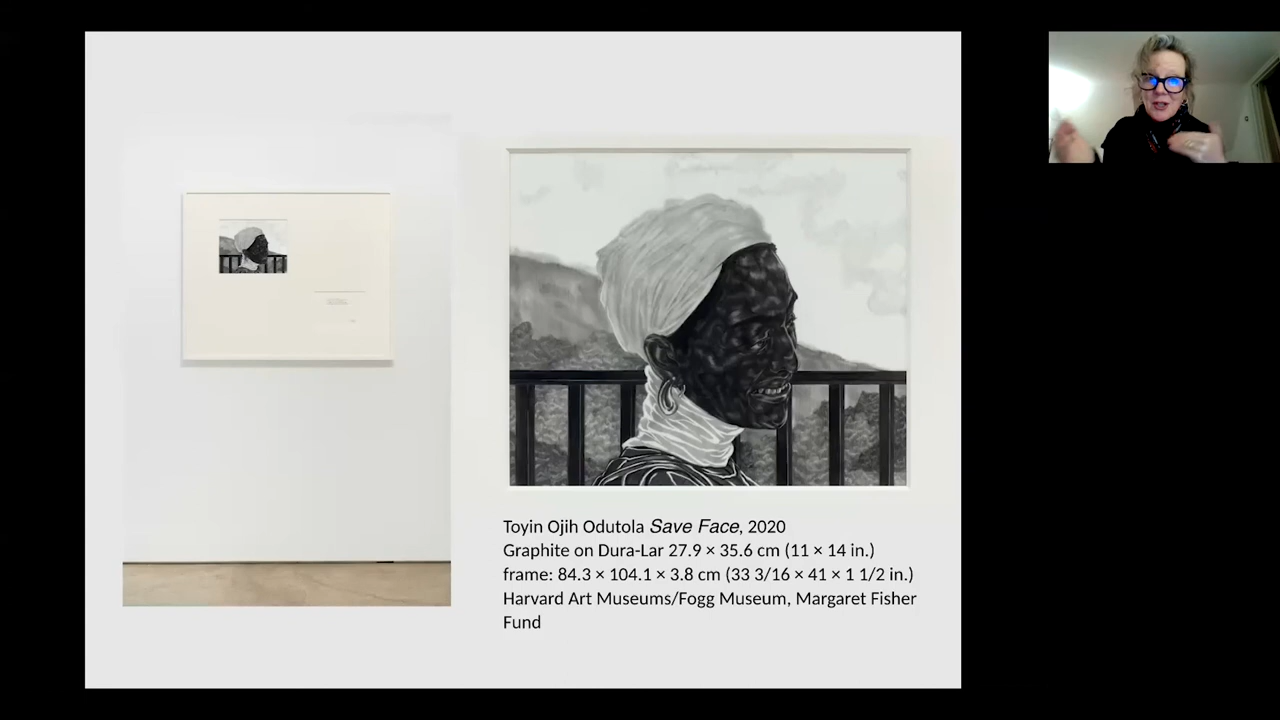 Toyin Ojih Odutola Save Face, 2020
Graphite on Dura-Lar 27.9 × 35.6 cm (11 × 14 in.)
frame: 84.3 × 104.1 × 3.8 cm (33 3/16 × 41 × 1 1/2 in.)
Harvard Art Museums/Fogg Museum, Margaret Fisher
Fund